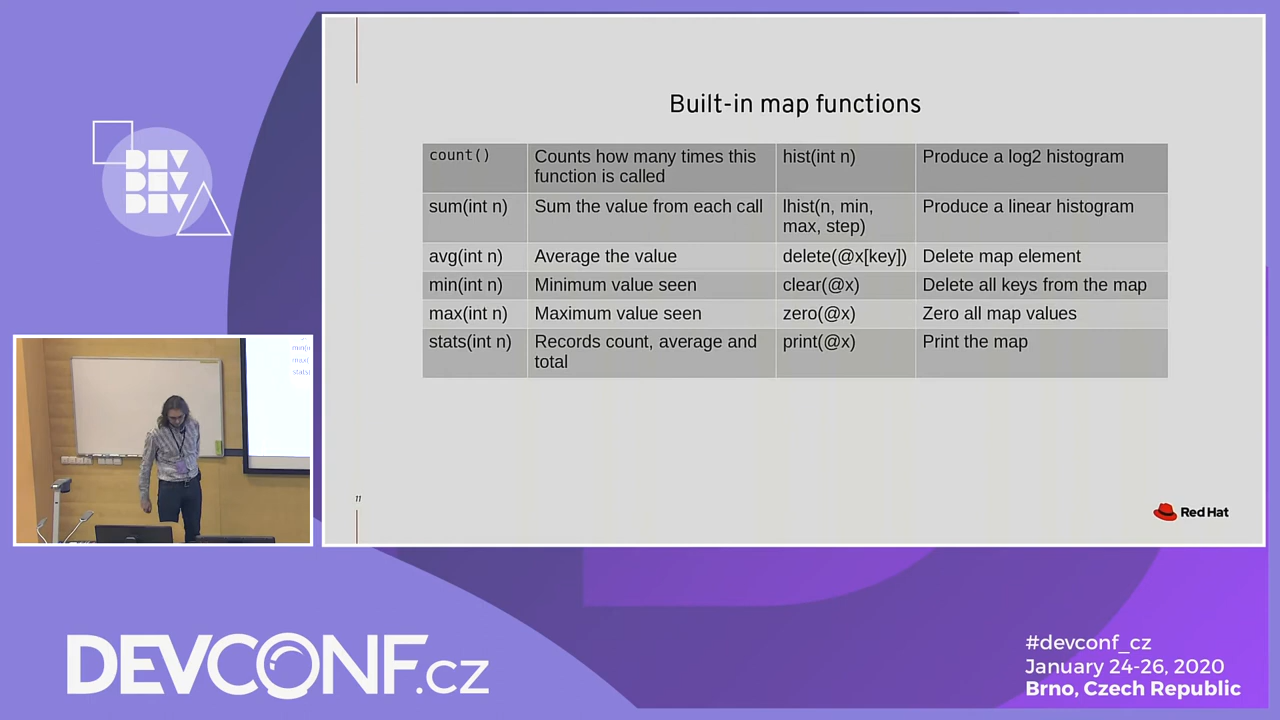 DEV
DEV
DEV
Built-in map functions
count()
Counts how many times this
function is called
hist(int n)
Produce a log2 histogram
sum(int n)
Sum the value from each call
lhist(n, min,
max, step)
Produce a linear histogram
avg(int n)
Average the value
delete(@x[key])
Delete map element
min(int n)
Minimum value seen
clear(@x)
Delete all keys from the map
max(int n)
Maximum value seen
zero(@x)
Zero all map values
stats(int n)
Records count, average and
total
print(@x)
Print the map
11
Red Hat
DEVCONF.cz
#devconf_cz
January 24-26, 2020
Brno, Czech Republic